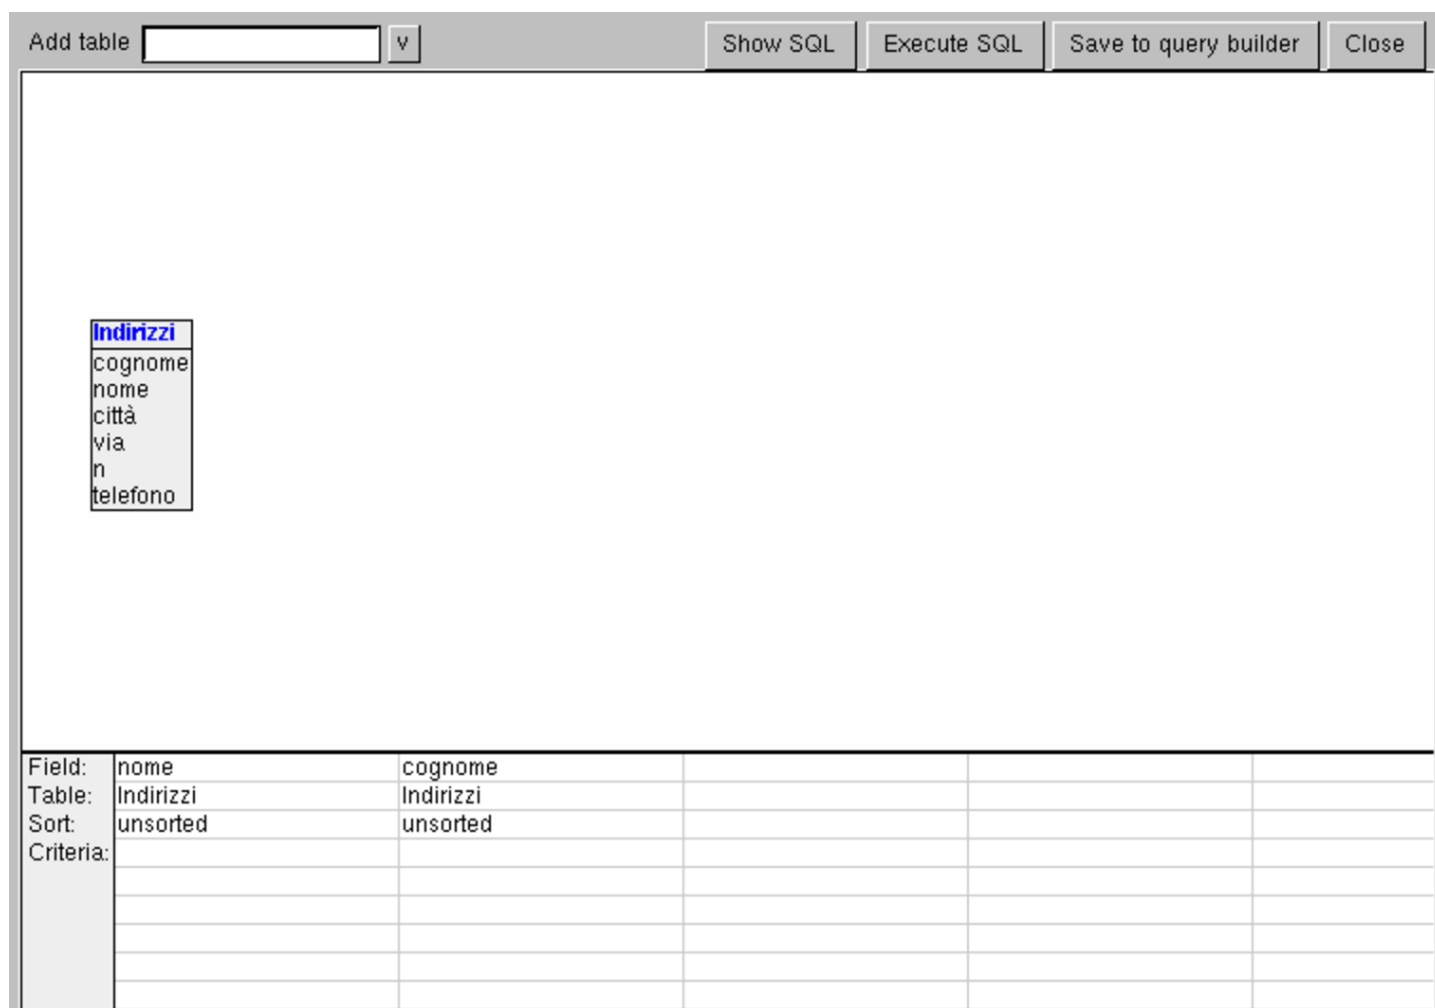 Add table v Show SQL Execute SQL Save to query builder Close
Indirizzi
cognome
nome
città
via
n
telefono
Field: nome cognome
Table: Indirizzi Indirizzi
Sort: unsorted unsorted
Criteria: